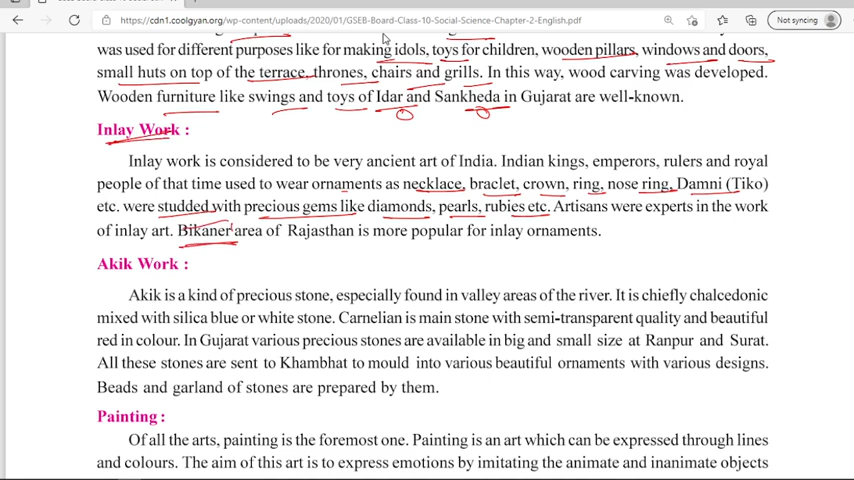 https://cdn1.coolgyan.org/wp-content/uploads/2020/01/GSEB-Board-Class-10-Social-Science-Chapter-2-English.pdf
Not syncing
was used for different purposes like for making idols, toys for children, wooden pillars, windows and doors,
small huts on top of the terrace, thrones, chairs and grills. In this way, wood carving was developed.
Wooden furniture like swings and toys of Idar and Sankheda in Gujarat are well-known.
Inlay Work :
Inlay work is considered to be very ancient art of India. Indian kings, emperors, rulers and royal
people of that time used to wear ornaments as necklace, braclet, crown, ring, nose ring, Damni (Tiko)
etc. were studded with precious gems like diamonds, pearls, rubies etc. Artisans were experts in the work
of inlay art. Bikaner area of Rajasthan is more popular for inlay ornaments.
Akik Work :
Akik is a kind of precious stone, especially found in valley areas of the river. It is chiefly chalcedonic
mixed with silica blue or white stone. Carnelian is main stone with semi-transparent quality and beautiful
red in colour. In Gujarat various precious stones are available in big and small size at Ranpur and Surat.
All these stones are sent to Khambhat to mould into various beautiful ornaments with various designs.
Beads and garland of stones are prepared by them.
Painting :
Of all the arts, painting is the foremost one. Painting is an art which can be expressed through lines
and colours. The aim of this art is to express emotions by imitating the animate and inanimate objects